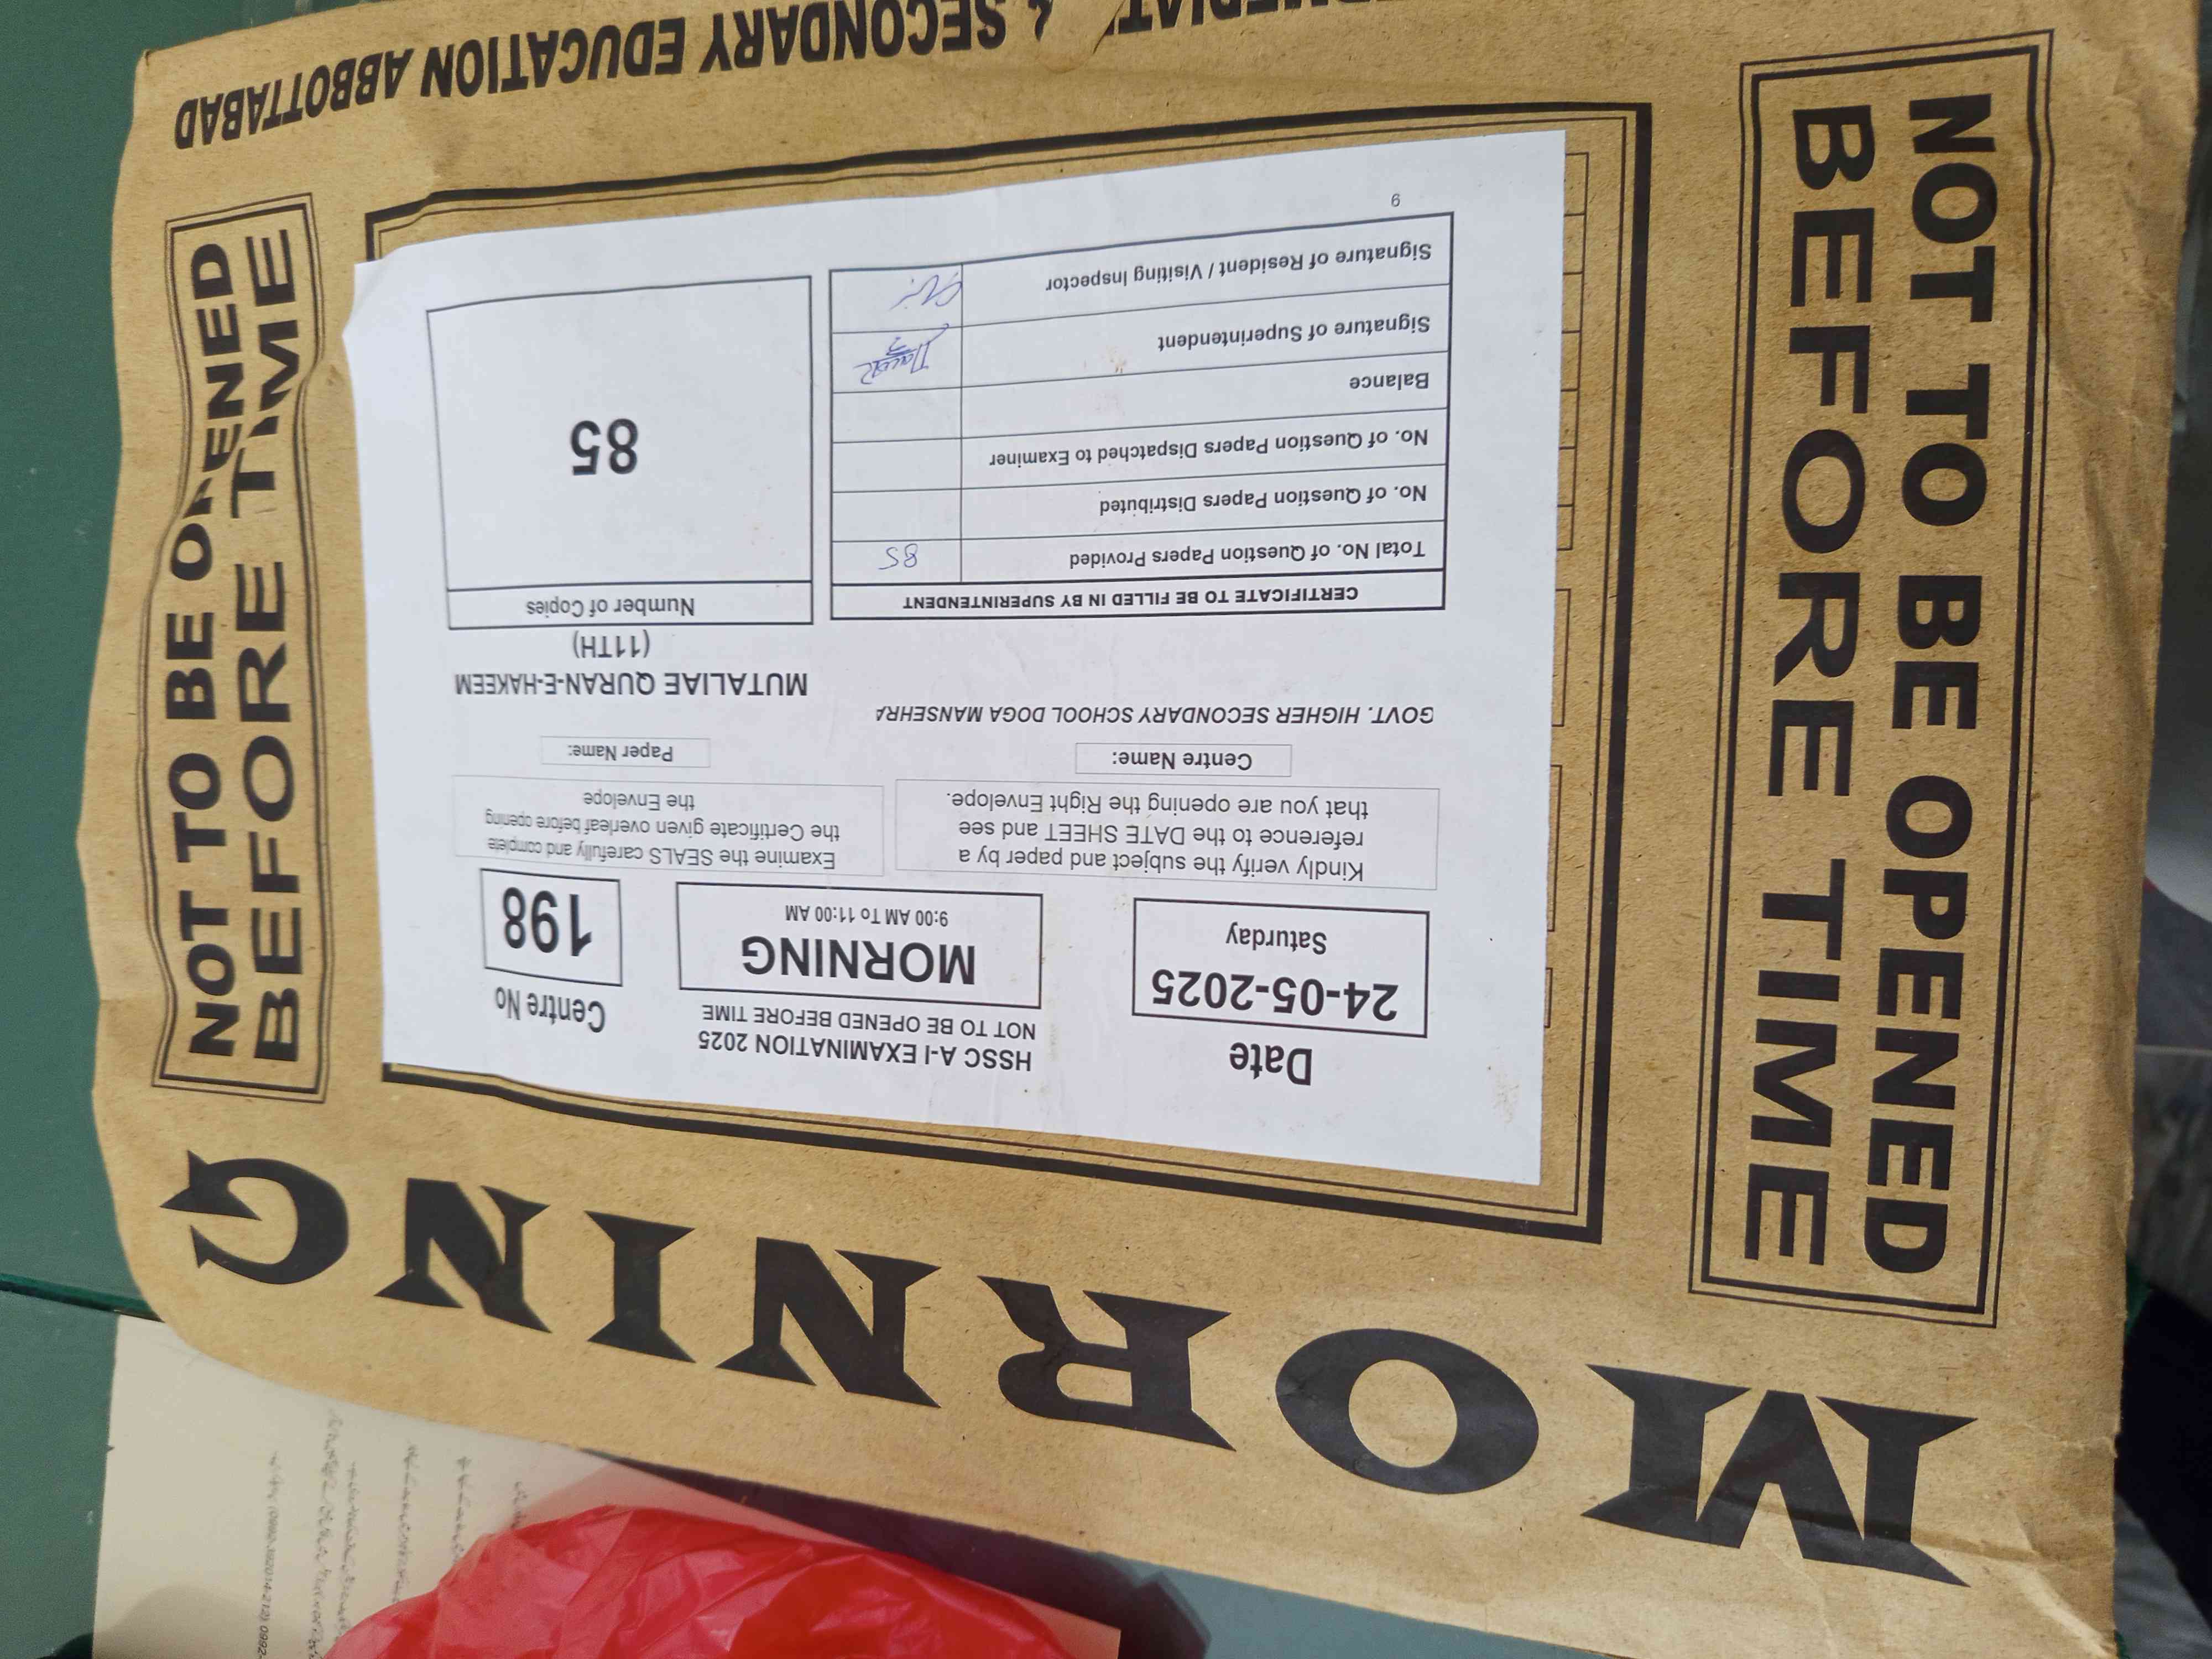 MORNING
NOT TO BE OPENED
BEFORE TIME
NOT TO BE OPENED
BEFORE TIME
Date
24-05-2025
Saturday
HSSC A-I EXAMINATION 2025
NOT TO BE OPENED BEFORE TIME
MORNING
9:00 AM To 11:00 AM
Centre No
198
Kindly verify the subject and paper by a
reference to the DATE SHEET and see
that you are opening the Right Envelope.
Examine the SEALS carefully and complete
the Certificate given overleaf before opening
the Envelope
Centre Name:
GOVT. HIGHER SECONDARY SCHOOL DOGA MANSEHRA
Paper Name:
MUTALIAE QURAN-E-HAKEEM
(11TH)
CERTIFICATE TO BE FILLED IN BY SUPERINTENDENT
Total No. of Question Papers Provided 85
No. of Question Papers Distributed
No. of Question Papers Dispatched to Examiner
Balance
Signature of Superintendent
Signature of Resident / Visiting Inspector
Number of Copies
85
9
& SECONDARY EDUCATION ABBOTTABAD